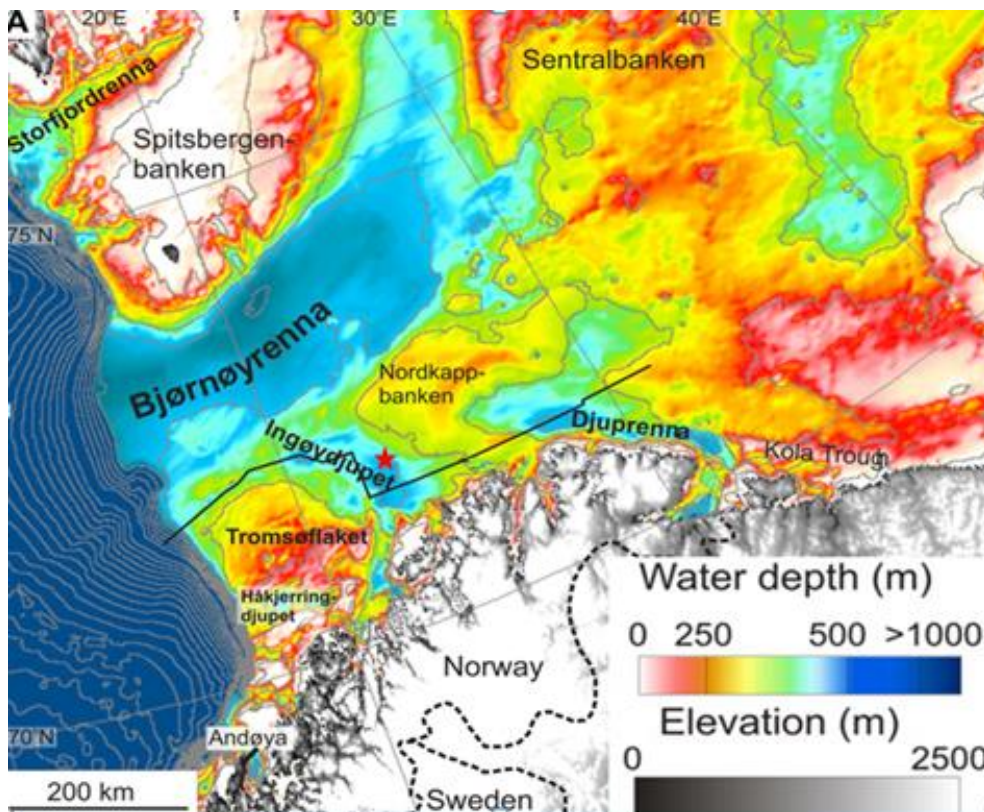 A
20°E
30°E
40°E
Storfjordrenna
Spitsbergen-
banken
Sentralbanken
75°N
Bjørnøyrenna
Nordkapp-
banken
Ingøydjupet
Djuprenna
Kola Trough
Tromsøflaket
Håkjerring-
djupet
Water depth (m)
0 250 500 >1000
Norway
Elevation (m)
0 2500
70°N
Andøya
200 km
Sweden